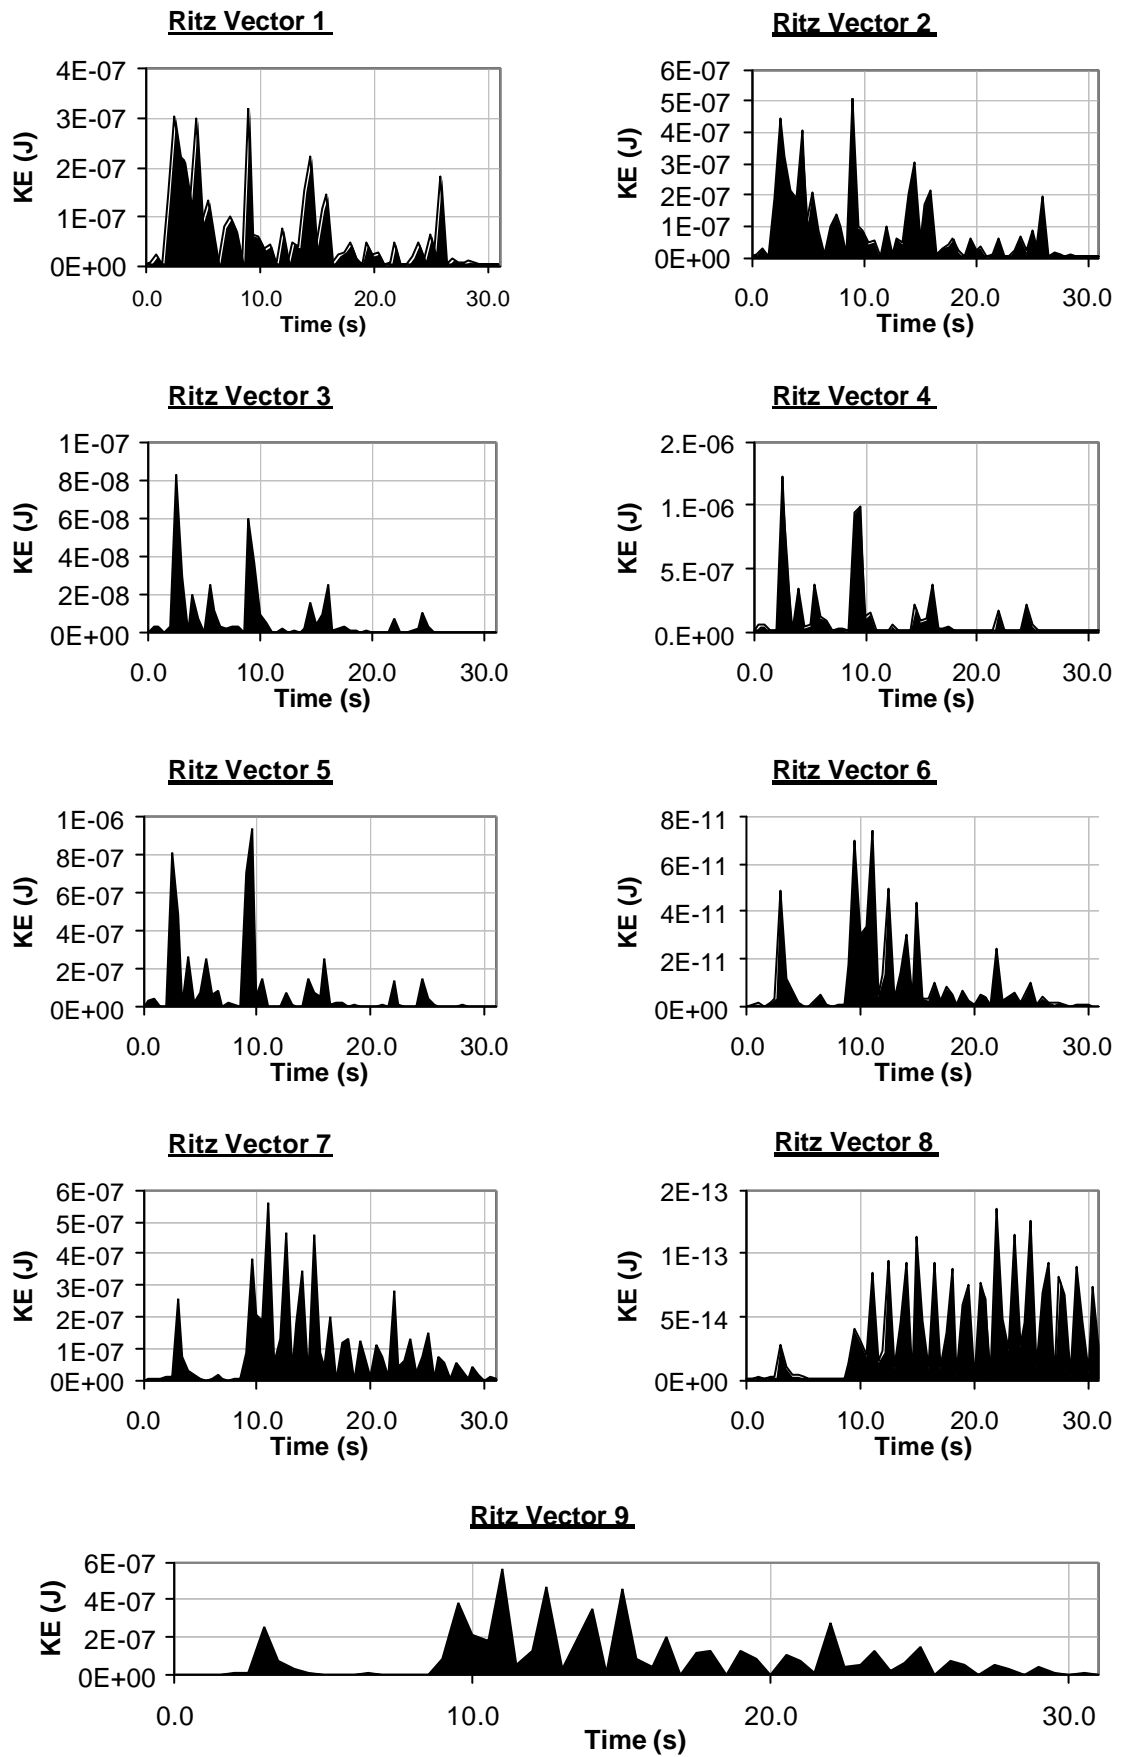 Ritz Vector 1
4E-07
3E-07
2E-07
1E-07
0E+00
KE (J)
0.0 10.0 20.0 30.0
Time (s)
Ritz Vector 2
6E-07
5E-07
4E-07
3E-07
2E-07
1E-07
0E+00
KE (J)
0.0 10.0 20.0 30.0
Time (s)
Ritz Vector 3
1E-07
8E-08
6E-08
4E-08
2E-08
0E+00
KE (J)
0.0 10.0 20.0 30.0
Time (s)
Ritz Vector 4
2.E-06
1.E-06
5.E-07
0.E+00
KE (J)
0.0 10.0 20.0 30.0
Time (s)
Ritz Vector 5
1E-06
8E-07
6E-07
4E-07
2E-07
0E+00
KE (J)
0.0 10.0 20.0 30.0
Time (s)
Ritz Vector 6
8E-11
6E-11
4E-11
2E-11
0E+00
KE (J)
0.0 10.0 20.0 30.0
Time (s)
Ritz Vector 7
6E-07
5E-07
4E-07
3E-07
2E-07
1E-07
0E+00
KE (J)
0.0 10.0 20.0 30.0
Time (s)
Ritz Vector 8
2E-13
1E-13
5E-14
0E+00
KE (J)
0.0 10.0 20.0 30.0
Time (s)
Ritz Vector 9
6E-07
4E-07
2E-07
0E+00
KE (J)
0.0 10.0 20.0 30.0
Time (s)